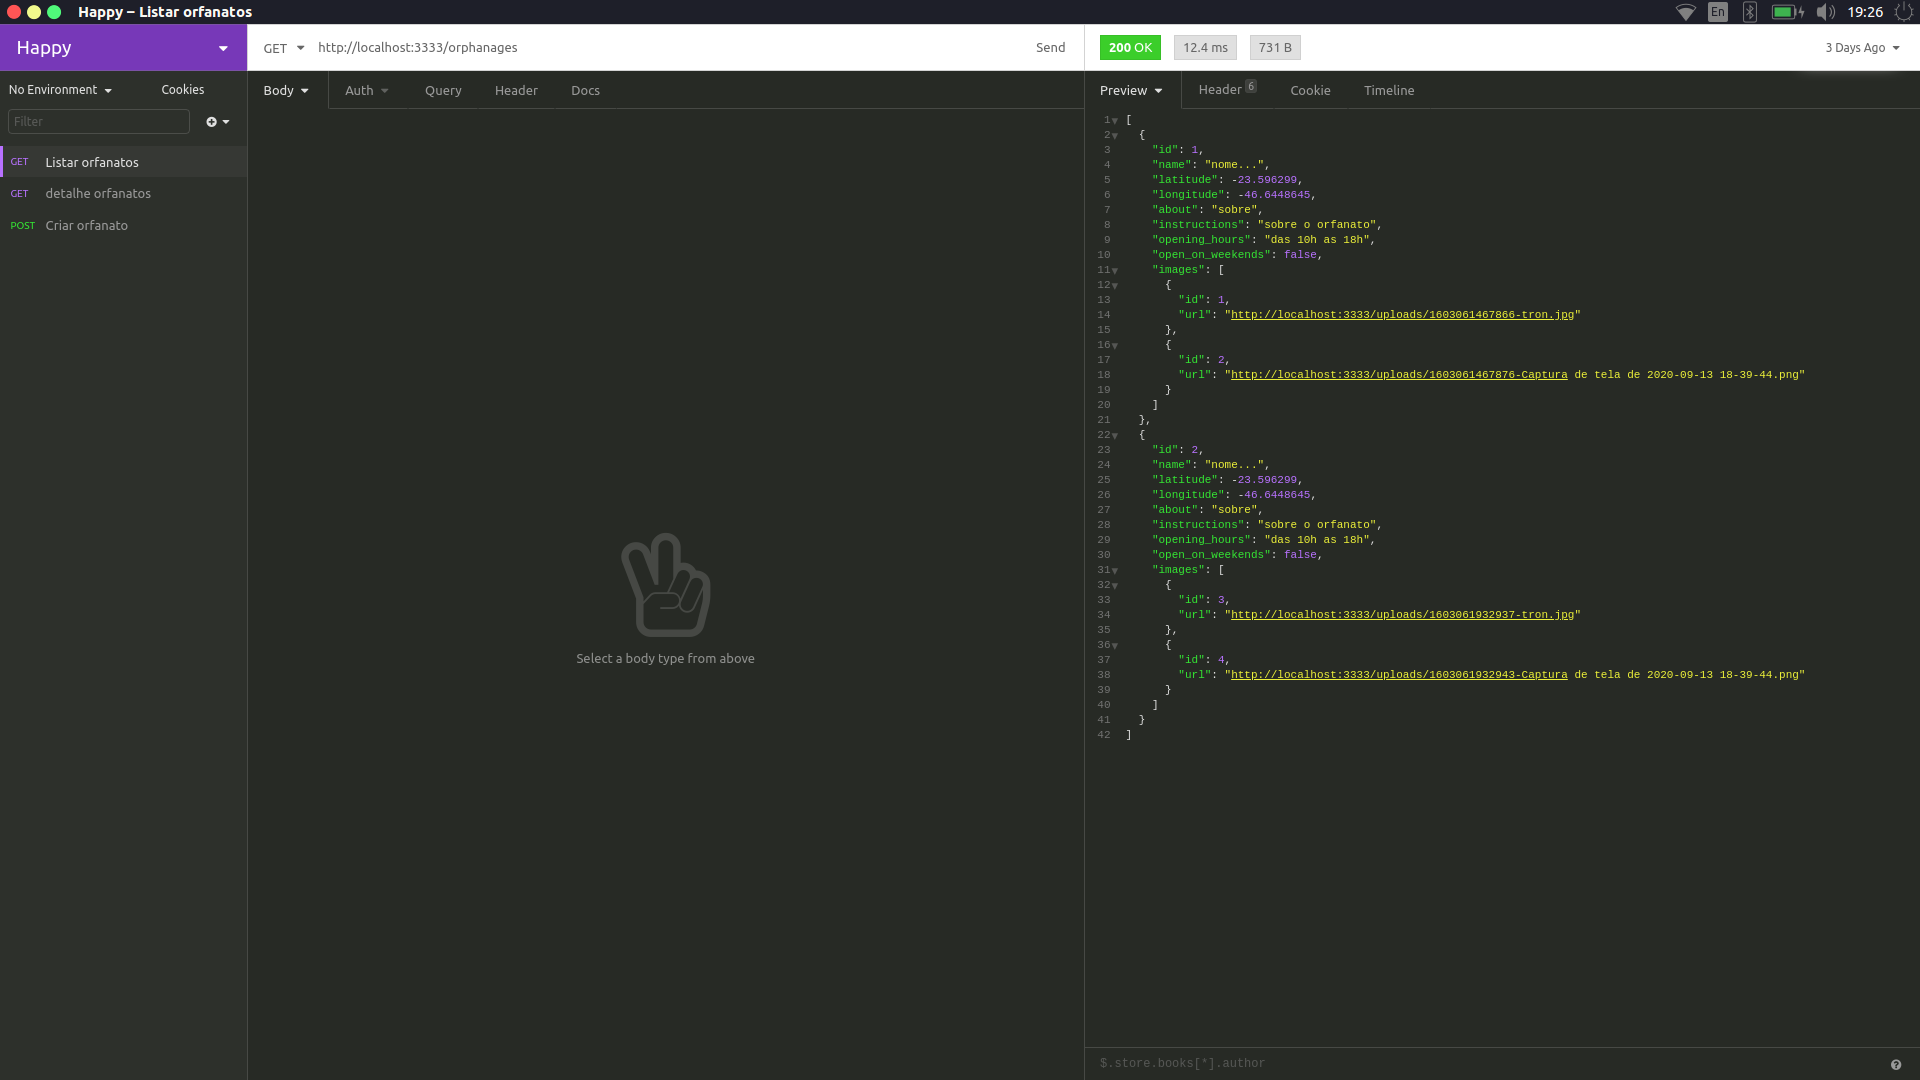 Happy – Listar orfanatos
En
19:26
Happy
GET http://localhost:3333/orphanages Send
200 OK 12.4 ms 731 B 3 Days Ago
No Environment Cookies
Body Auth Query Header Docs
Preview Header 6 Cookie Timeline
Filter
GET Listar orfanatos
GET detalhe orfanatos
POST Criar orfanato
Select a body type from above
1 [
2 {
3 "id": 1,
4 "name": "nome...",
5 "latitude": -23.596299,
6 "longitude": -46.6448645,
7 "about": "sobre",
8 "instructions": "sobre o orfanato",
9 "opening_hours": "das 10h as 18h",
10 "open_on_weekends": false,
11 "images": [
12 {
13 "id": 1,
14 "url": "http://localhost:3333/uploads/1603061467866-tron.jpg"
15 },
16 {
17 "id": 2,
18 "url": "http://localhost:3333/uploads/1603061467876-Captura de tela de 2020-09-13 18-39-44.png"
19 }
20 ]
21 },
22 {
23 "id": 2,
24 "name": "nome...",
25 "latitude": -23.596299,
26 "longitude": -46.6448645,
27 "about": "sobre",
28 "instructions": "sobre o orfanato",
29 "opening_hours": "das 10h as 18h",
30 "open_on_weekends": false,
31 "images": [
32 {
33 "id": 3,
34 "url": "http://localhost:3333/uploads/1603061932937-tron.jpg"
35 },
36 {
37 "id": 4,
38 "url": "http://localhost:3333/uploads/1603061932943-Captura de tela de 2020-09-13 18-39-44.png"
39 }
40 ]
41 }
42 ]
$.store.books[*].author